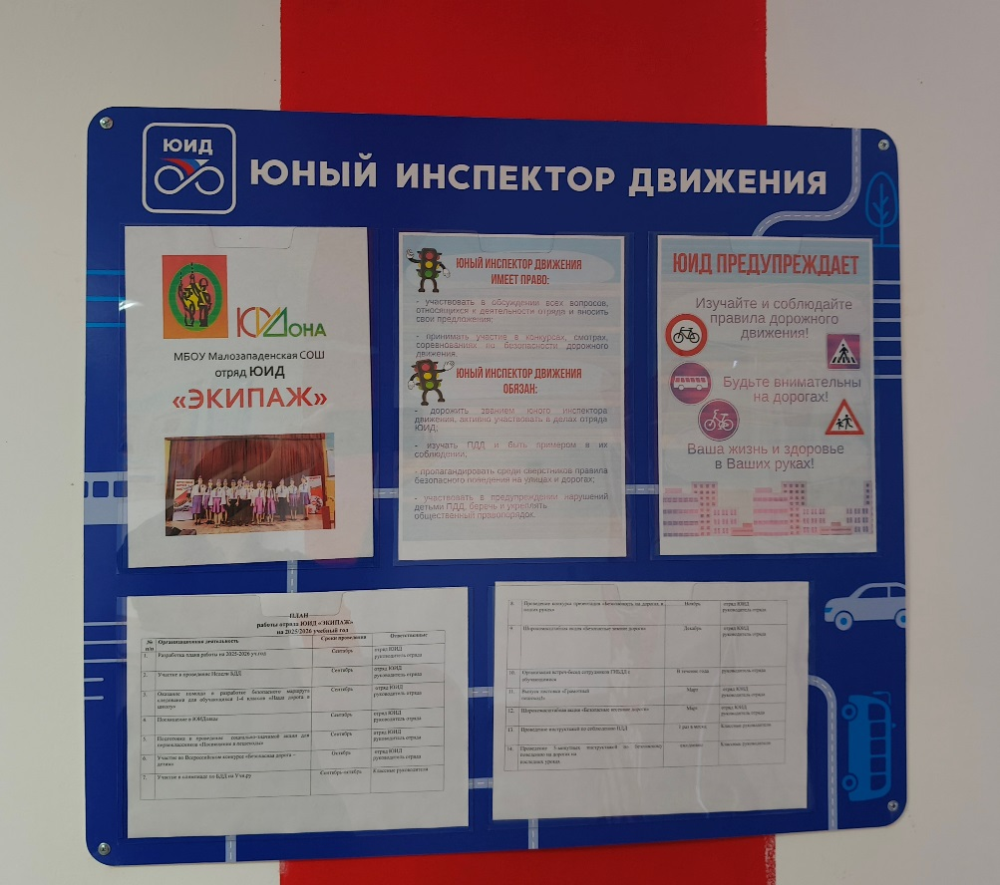 ЮИД
ЮНЫЙ ИНСПЕКТОР ДВИЖЕНИЯ
ЮИДОНА
МБОУ Малозападенская СОШ
отряд ЮИД
«ЭКИПАЖ»
ЮНЫЙ ИНСПЕКТОР ДВИЖЕНИЯ
ИМЕЕТ ПРАВО:
- участвовать в обсуждении всех вопросов,
относящихся к деятельности отряда и вносить
свои предложения;
- принимать участие в конкурсах, смотрах,
соревнованиях по безопасности дорожного
движения.
ЮНЫЙ ИНСПЕКТОР ДВИЖЕНИЯ
ОБЯЗАН:
- дорожить званием юного инспектора
движения, активно участвовать в делах отряда
ЮИД;
- изучать ПДД и быть примером в их
соблюдении;
- пропагандировать среди сверстников правила
безопасного поведения на улицах и дорогах;
- участвовать в предупреждении нарушений
детьми ПДД, беречь и укреплять
общественный правопорядок.
ЮИД ПРЕДУПРЕЖДАЕТ
Изучайте и соблюдайте
правила дорожного
движения!
Будьте внимательны
на дорогах!
Ваша жизнь и здоровье
в Ваших руках!
ПЛАН
работы отряда ЮИД «ЭКИПАЖ»
на 2025/2026 учебный год
№ п/п Организационная деятельность Сроки проведения Ответственные
1. Разработка плана работы на 2025-2026 уч.год Сентябрь отряд ЮИД
руководитель отряда
2. Участие в проведении Недели БДД Сентябрь отряд ЮИД
руководитель отряда
3. Оказание помощи в разработке безопасного маршрута Сентябрь отряд ЮИД
следования для обучающихся 1-4 классов «Наша дорога в руководитель отряда
школу»
4. Посвящение в ЮИДовцы Сентябрь отряд ЮИД
руководитель отряда
5. Подготовка и проведение социально-значимой акции для Сентябрь отряд ЮИД
первоклассников «Посвящение в пешеходы» руководитель отряда
6. Участие во Всероссийском конкурсе «Безопасная дорога – Октябрь отряд ЮИД
детям» руководитель отряда
7. Участие в олимпиаде по БДД на Учи.ру Сентябрь-октябрь Классные руководители
8. Проведение конкурса презентаций «Безопасность на дорогах в Ноябрь отряд ЮИД
руководитель отряда
9. Широкомасштабная акция «Безопасные зимние дороги» Декабрь отряд ЮИД
руководитель отряда
10. Организация встреч-бесед сотрудников ГИБДД с В течение года руководитель отряда
обучающимися
11. Выпуск листовки «Грамотный Март отряд ЮИД
пешеход» руководитель отряда
12. Широкомасштабная акция «Безопасные весенние дороги» Март отряд ЮИД
руководитель отряда
13. Проведение инструктажей по соблюдению ПДД 1 раз в месяц Классные руководители
14. Проведение 5-минутных инструктажей по безопасному ежедневно Классные руководители
поведению на дорогах на
последних уроках